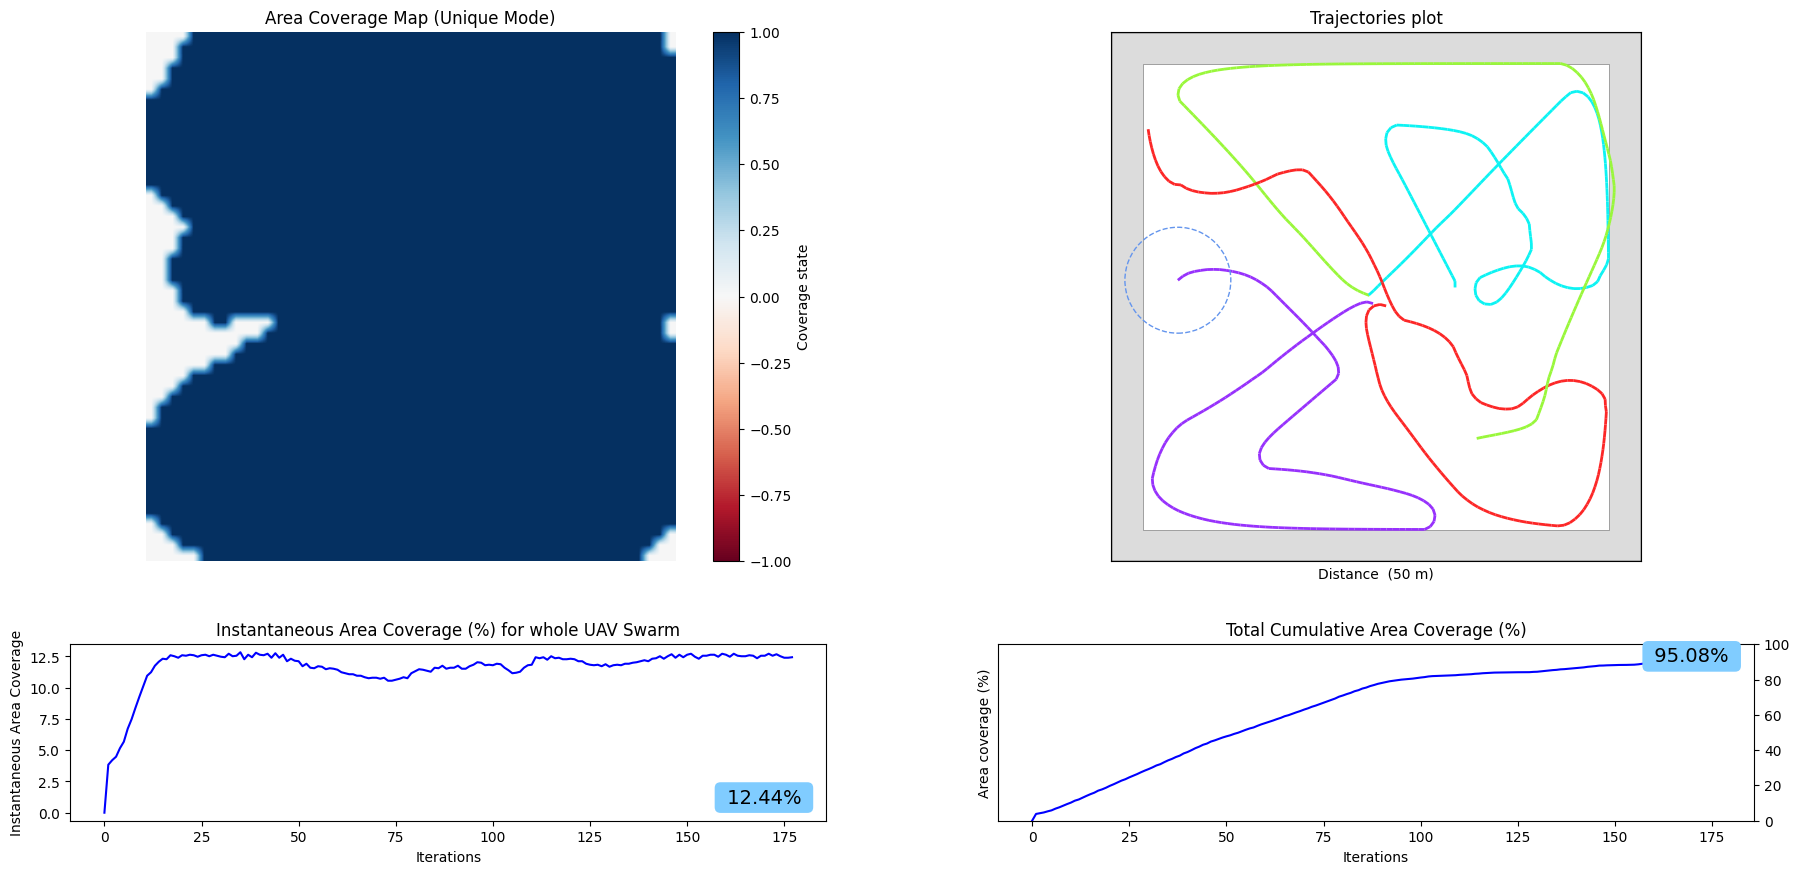 Area Coverage Map (Unique Mode)
1.00
0.75
0.50
0.25
0.00
−0.25
−0.50
−0.75
−1.00
Coverage state
Trajectories plot
Distance  (50 m)
Instantaneous Area Coverage (%) for whole UAV Swarm
Instantaneous Area Coverage
12.5
10.0
7.5
5.0
2.5
0.0
12.44%
0 25 50 75 100 125 150 175
Iterations
Total Cumulative Area Coverage (%)
Area coverage (%)
95.08%
100
80
60
40
20
0
0 25 50 75 100 125 150 175
Iterations